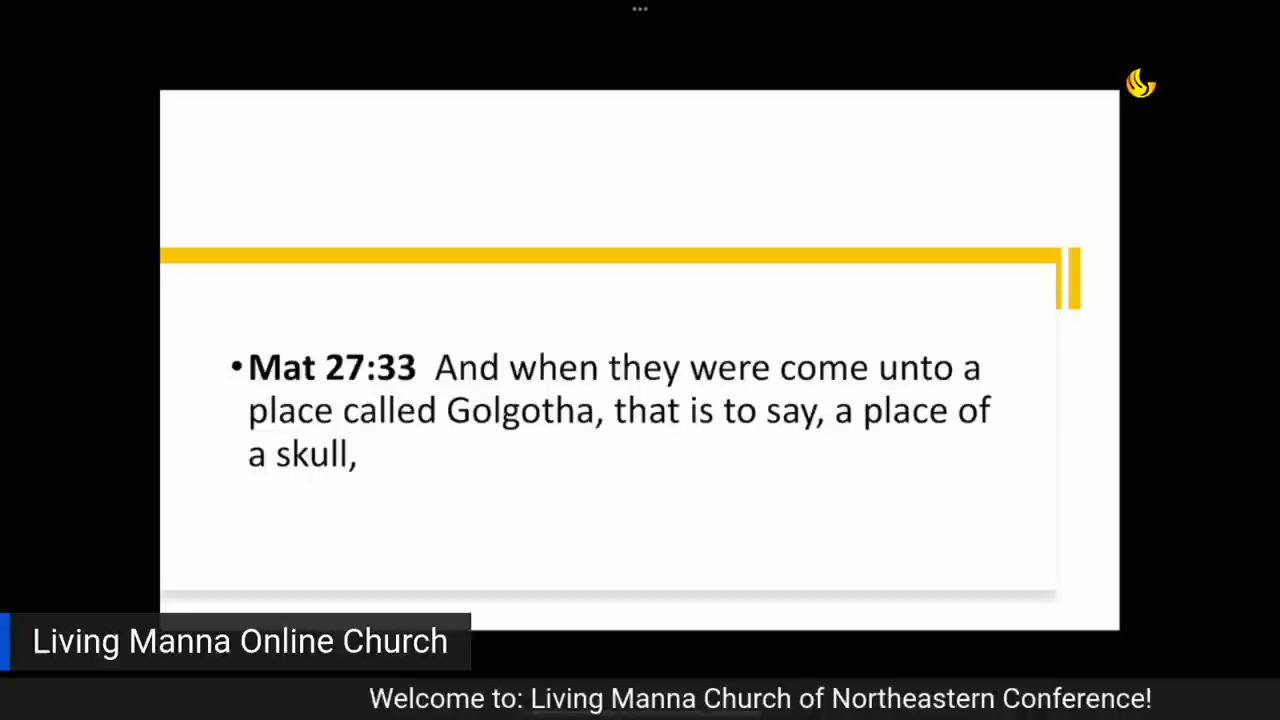 •Mat 27:33  And when they were come unto a
place called Golgotha, that is to say, a place of
a skull,
Living Manna Online Church
Welcome to: Living Manna Church of Northeastern Conference!